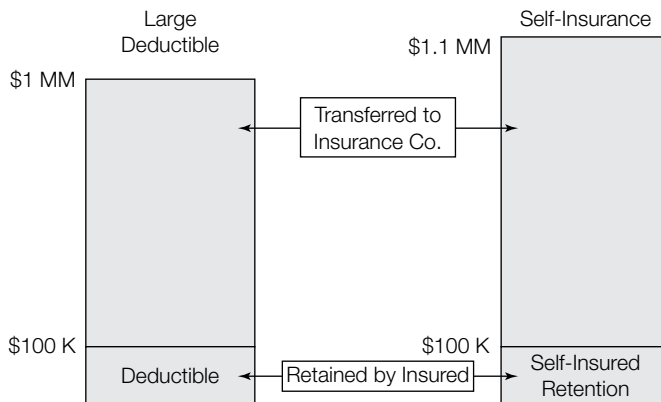 Large
Deductible
Self-Insurance
$1.1 MM
$1 MM
Transferred to
Insurance Co.
$100 K
$100 K
Deductible
Retained by Insured
Self-Insured
Retention